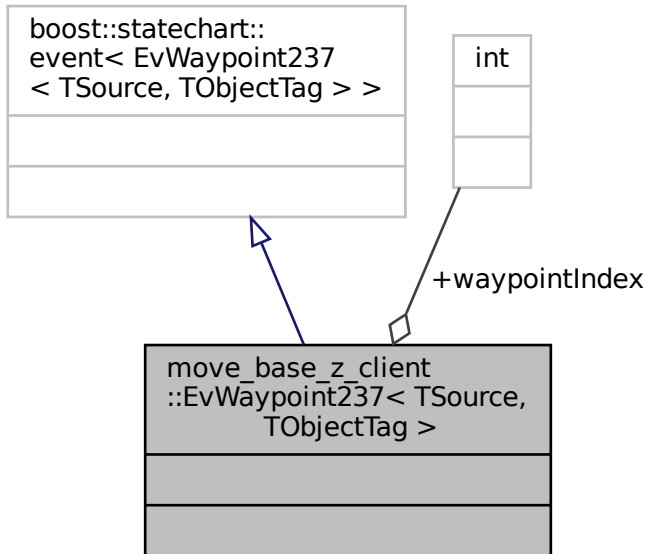 boost::statechart::
event< EvWaypoint237
< TSource, TObjectTag > >
int
+waypointIndex
move_base_z_client
::EvWaypoint237< TSource,
TObjectTag >